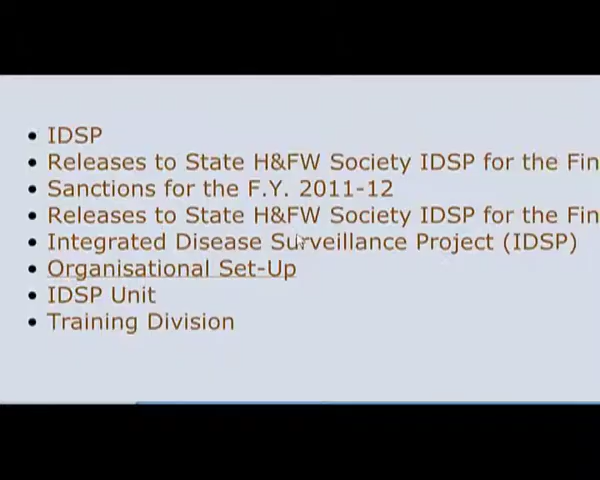 IDSP
Releases to State H&FW Society IDSP for the Fin
Sanctions for the F.Y. 2011-12
Releases to State H&FW Society IDSP for the Fin
Integrated Disease Surveillance Project (IDSP)
Organisational Set-Up
IDSP Unit
Training Division